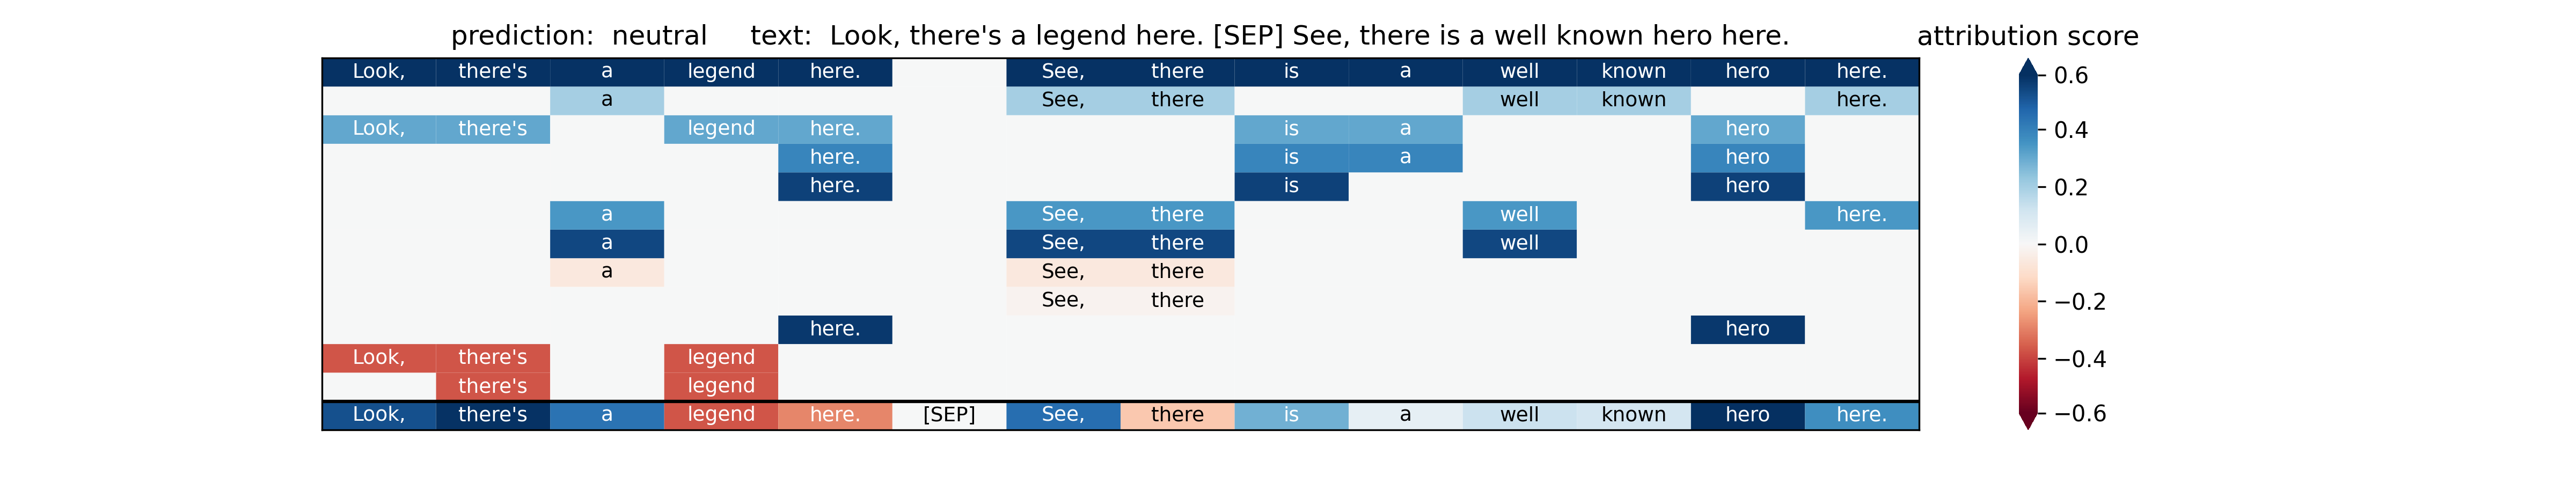 prediction: neutral text: Look, there's a legend here. [SEP] See, there is a well known hero here. attribution score
Look, there's a legend here. See, there is a well known hero here.
a See, there well known here.
Look, there's legend here. is a hero
here. is a hero
here. is hero
a See, there well here.
a See, there well
a See, there
See, there
here. hero
Look, there's legend
there's legend
Look, there's a legend here. [SEP] See, there is a well known hero here.
0.6
0.4
0.2
0.0
−0.2
−0.4
−0.6